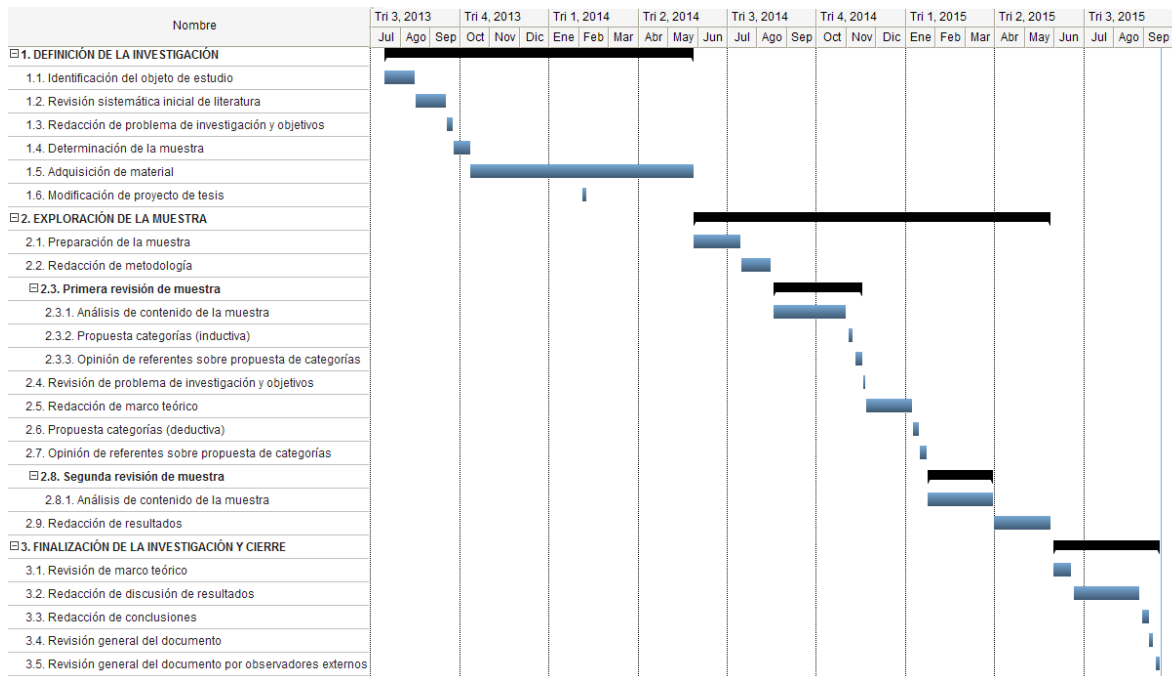 Nombre
Tri 3, 2013 Tri 4, 2013 Tri 1, 2014 Tri 2, 2014 Tri 3, 2014 Tri 4, 2014 Tri 1, 2015 Tri 2, 2015 Tri 3, 2015
Jul Ago Sep Oct Nov Dic Ene Feb Mar Abr May Jun Jul Ago Sep Oct Nov Dic Ene Feb Mar Abr May Jun Jul Ago Sep
1. DEFINICIÓN DE LA INVESTIGACIÓN
1.1. Identificación del objeto de estudio
1.2. Revisión sistemática inicial de literatura
1.3. Redacción de problema de investigación y objetivos
1.4. Determinación de la muestra
1.5. Adquisición de material
1.6. Modificación de proyecto de tesis
2. EXPLORACIÓN DE LA MUESTRA
2.1. Preparación de la muestra
2.2. Redacción de metodología
2.3. Primera revisión de muestra
2.3.1. Análisis de contenido de la muestra
2.3.2. Propuesta categorías (inductiva)
2.3.3. Opinión de referentes sobre propuesta de categorías
2.4. Revisión de problema de investigación y objetivos
2.5. Redacción de marco teórico
2.6. Propuesta categorías (deductiva)
2.7. Opinión de referentes sobre propuesta de categorías
2.8. Segunda revisión de muestra
2.8.1. Análisis de contenido de la muestra
2.9. Redacción de resultados
3. FINALIZACIÓN DE LA INVESTIGACIÓN Y CIERRE
3.1. Revisión de marco teórico
3.2. Redacción de discusión de resultados
3.3. Redacción de conclusiones
3.4. Revisión general del documento
3.5. Revisión general del documento por observadores externos